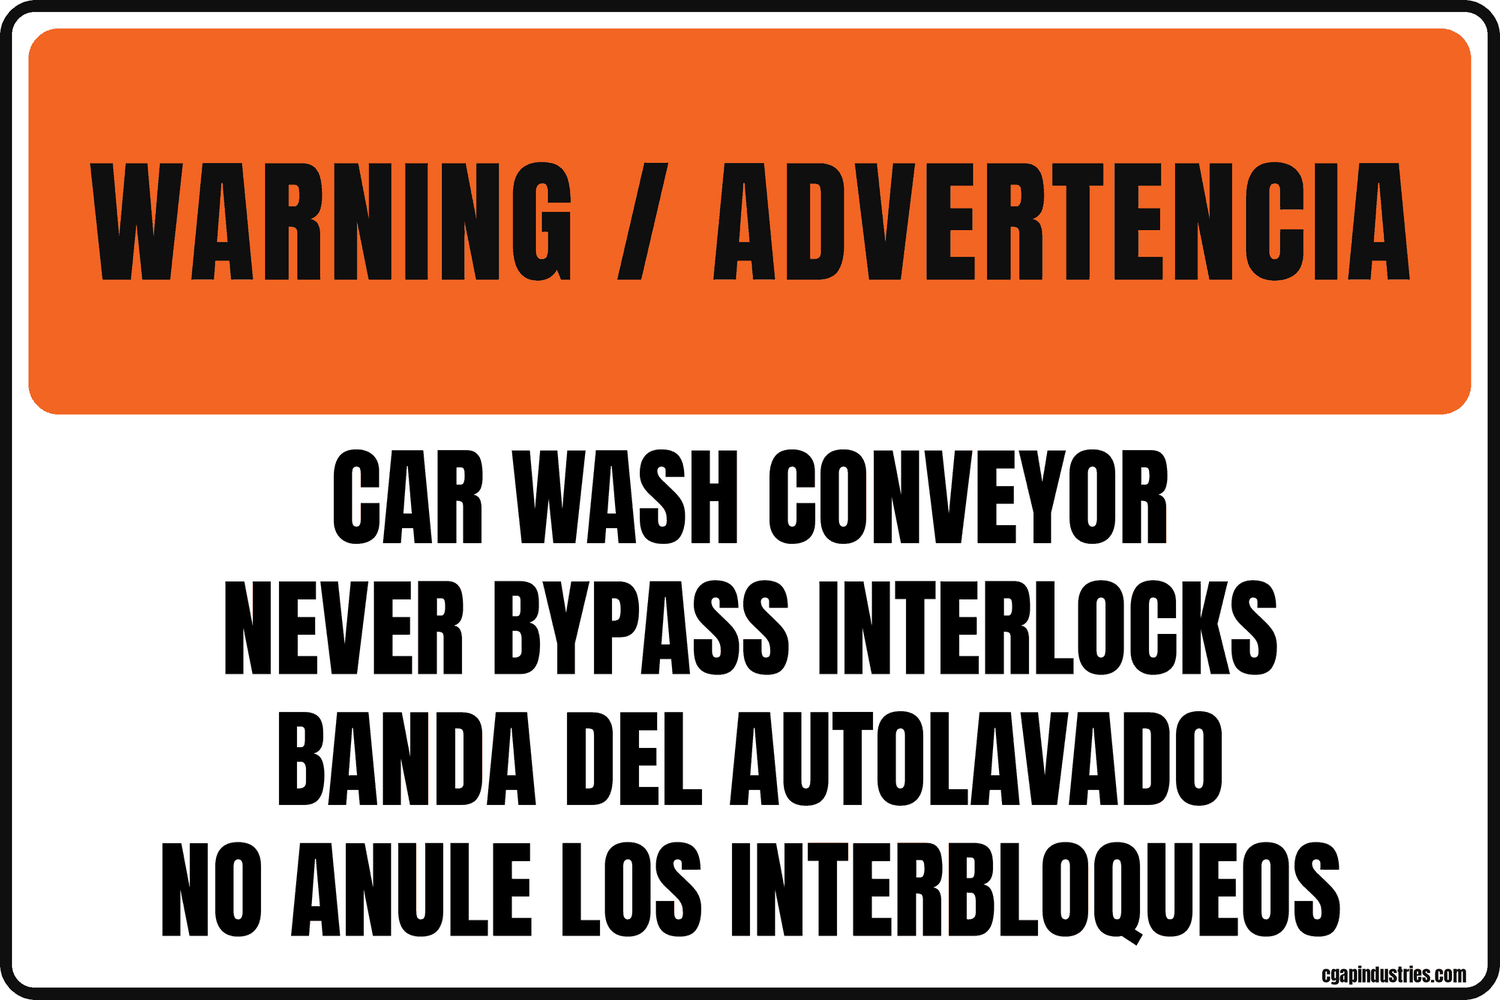 WARNING / ADVERTENCIA
CAR WASH CONVEYOR
NEVER BYPASS INTERLOCKS
BANDA DEL AUTOLAVADO
NO ANULE LOS INTERBLOQUEOS
cgapindustries.com